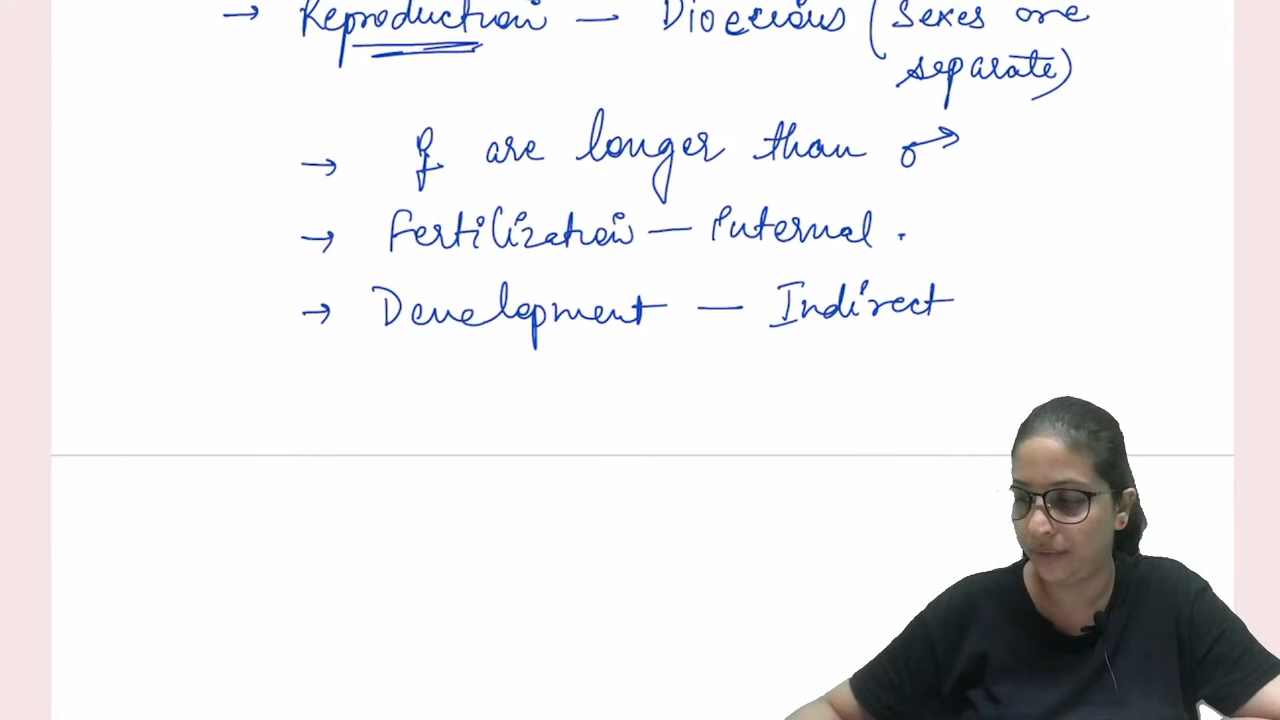 → Reproduction — Dioecious (Sexes are
separate)
→ ♀ are longer than ♂
→ Fertilization — Internal.
→ Development — Indirect